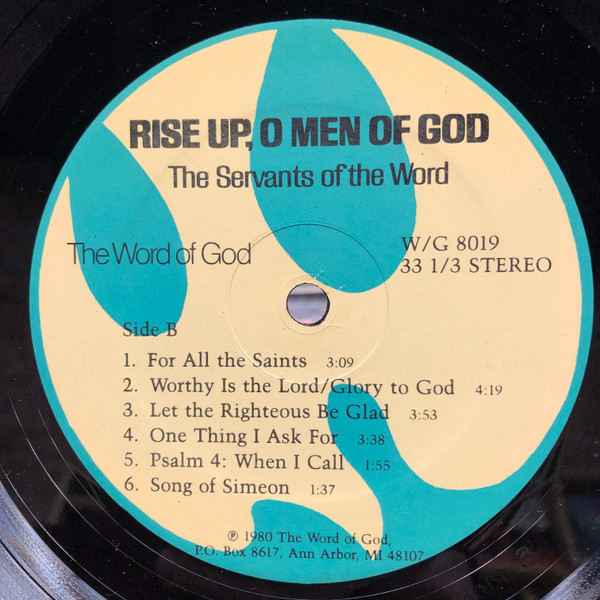 RISE UP, O MEN OF GOD
The Servants of the Word
The Word of God
W/G 8019
33 1/3 STEREO
Side B
1. For All the Saints 3:09
2. Worthy Is the Lord/Glory to God 4:19
3. Let the Righteous Be Glad 3:53
4. One Thing I Ask For 3:38
5. Psalm 4: When I Call 1:55
6. Song of Simeon 1:37
℗ 1980 The Word of God,
P.O. Box 8617, Ann Arbor, MI 48107